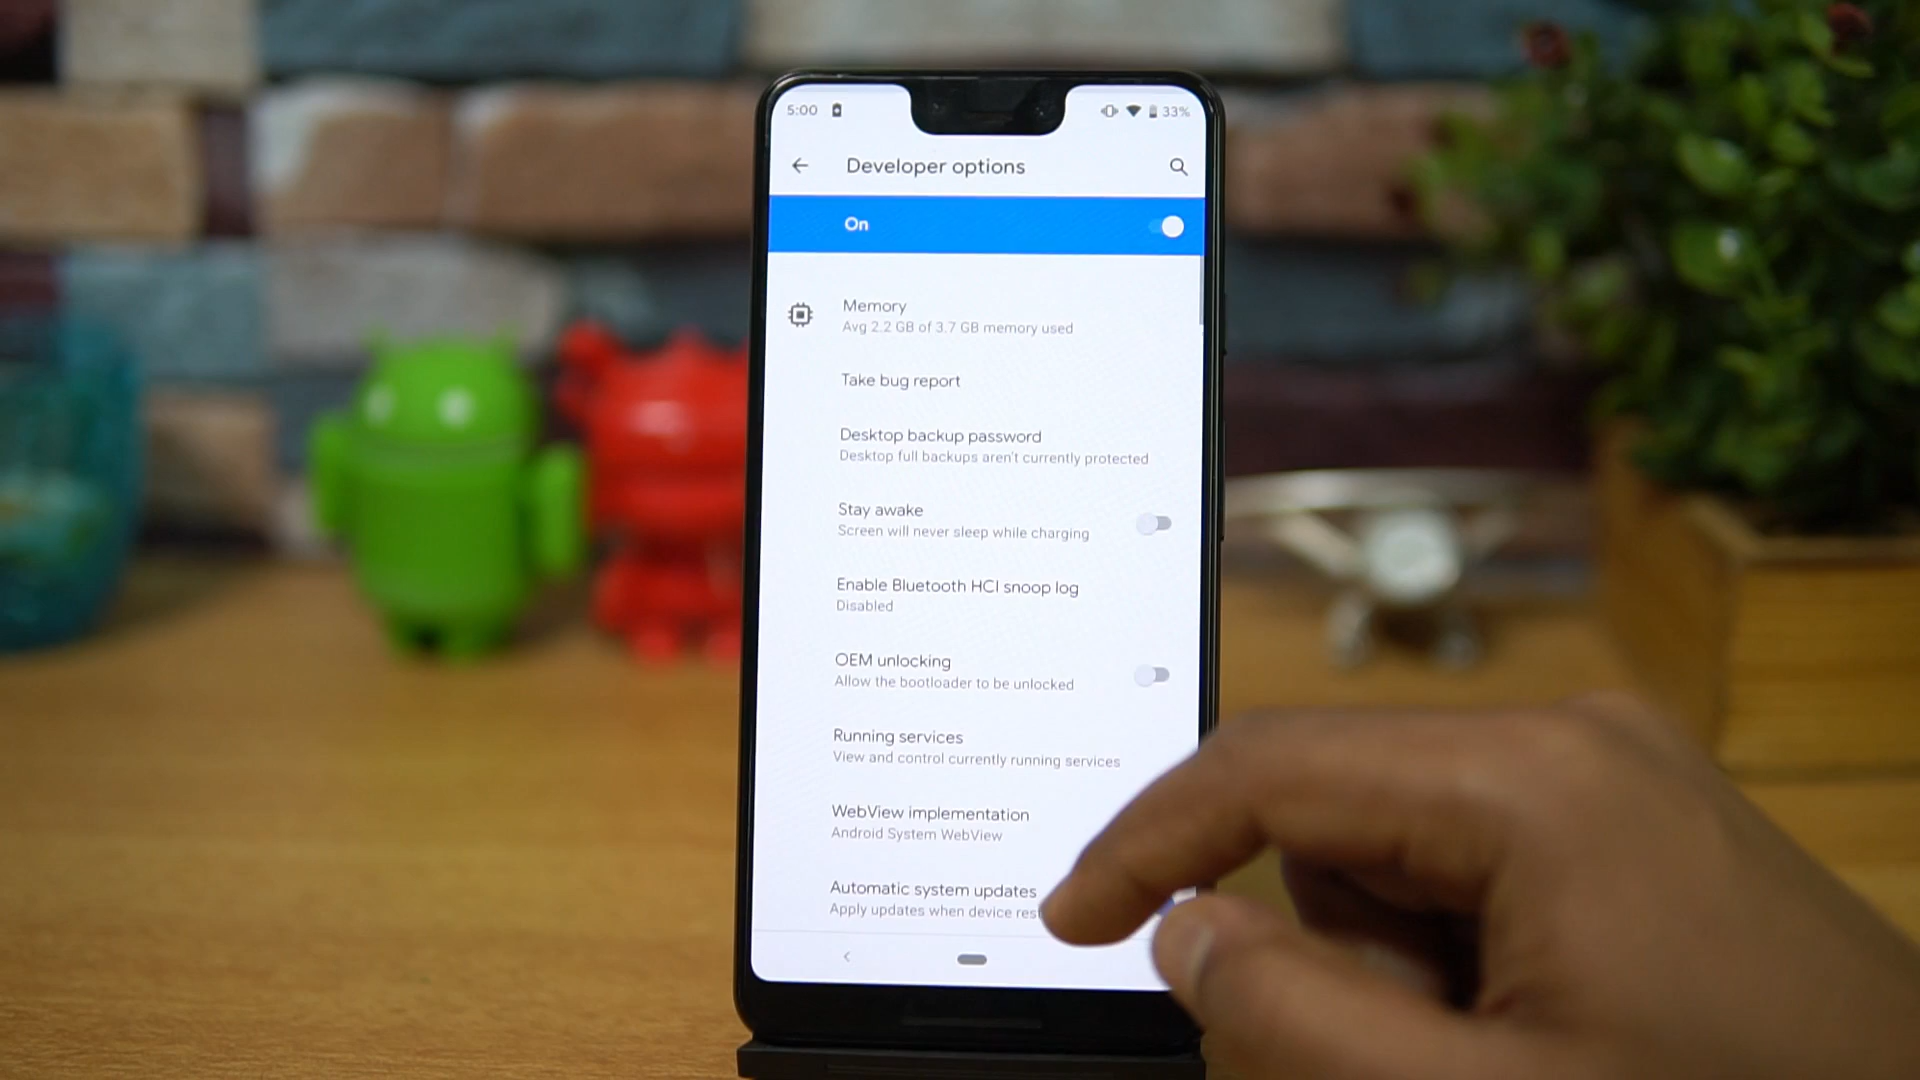 5:00
33%
Developer options
On
Memory
Avg 2.2 GB of 3.7 GB memory used
Take bug report
Desktop backup password
Desktop full backups aren't currently protected
Stay awake
Screen will never sleep while charging
Enable Bluetooth HCI snoop log
Disabled
OEM unlocking
Allow the bootloader to be unlocked
Running services
View and control currently running services
WebView implementation
Android System WebView
Automatic system updates
Apply updates when device